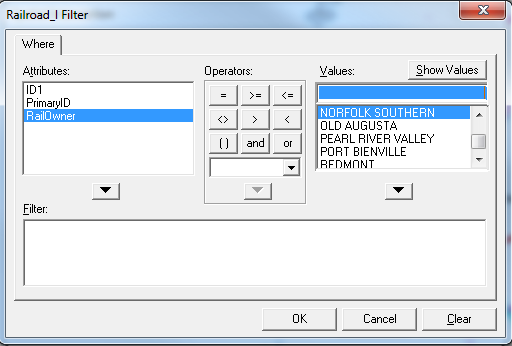 Railroad_l Filter
x
Where
Attributes:
Operators:
Values:
Show Values
ID1
PrimaryID
RailOwner
= >= <=
<> > <
( ) and or
NORFOLK SOUTHERN
OLD AUGUSTA
PEARL RIVER VALLEY
PORT BIENVILLE
REDMONT
Filter:
OK
Cancel
Clear